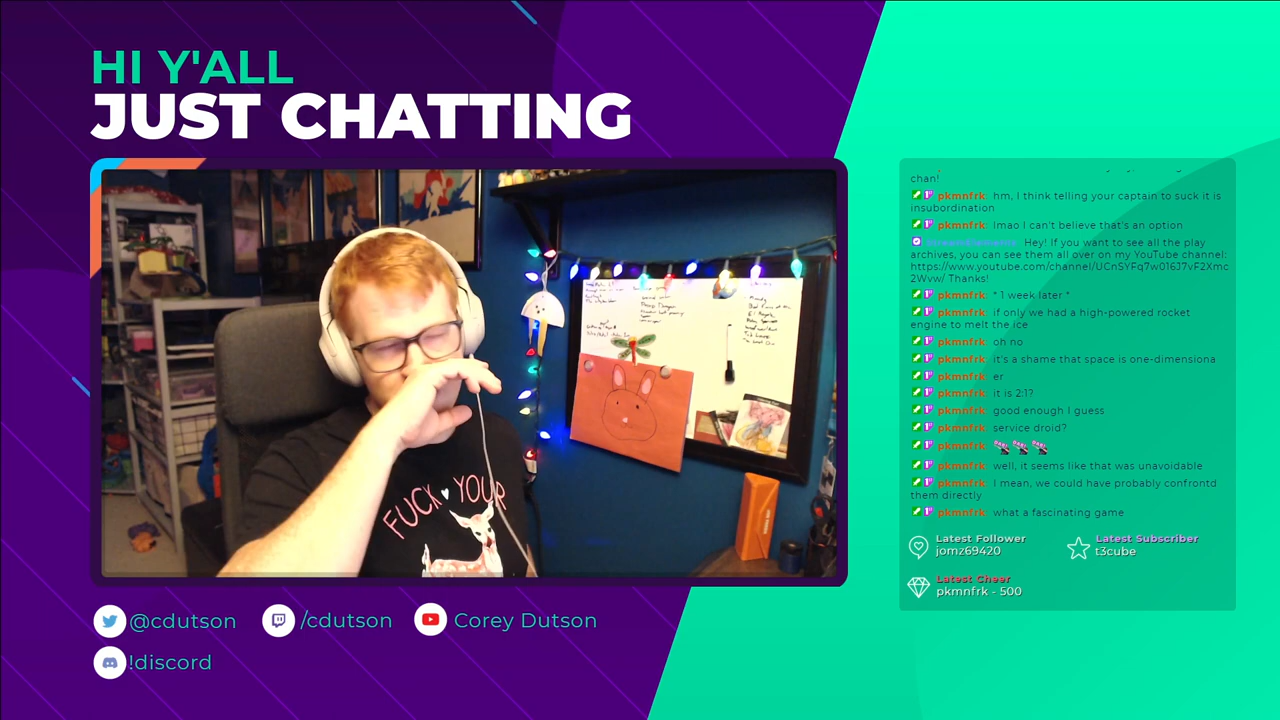 HI Y'ALL
JUST CHATTING
FUCK YOUR
chan!
pkmnfrk: hm, I think telling your captain to suck it is
insubordination
pkmnfrk: lmao I can't believe that's an option
Hey! If you want to see all the play
archives, you can see them all over on my YouTube channel:
https://www.youtube.com/channel/UCnSYFq7w01637vF2Xmc
2Wvw/ Thanks!
pkmnfrk: * 1 week later *
pkmnfrk: if only we had a high-powered rocket
engine to melt the ice
pkmnfrk: oh no
pkmnfrk: it's a shame that space is one-dimensiona
pkmnfrk: er
pkmnfrk: it is 2:1?
pkmnfrk: good enough I guess
pkmnfrk: service droid?
pkmnfrk:
pkmnfrk: well, it seems like that was unavoidable
pkmnfrk: I mean, we could have probably confrontd
them directly
pkmnfrk: what a fascinating game
Latest Follower
jomz69420
Latest Subscriber
t3cube
Latest Cheer
pkmnfrk - 500
@cdutson
/cdutson
Corey Dutson
!discord